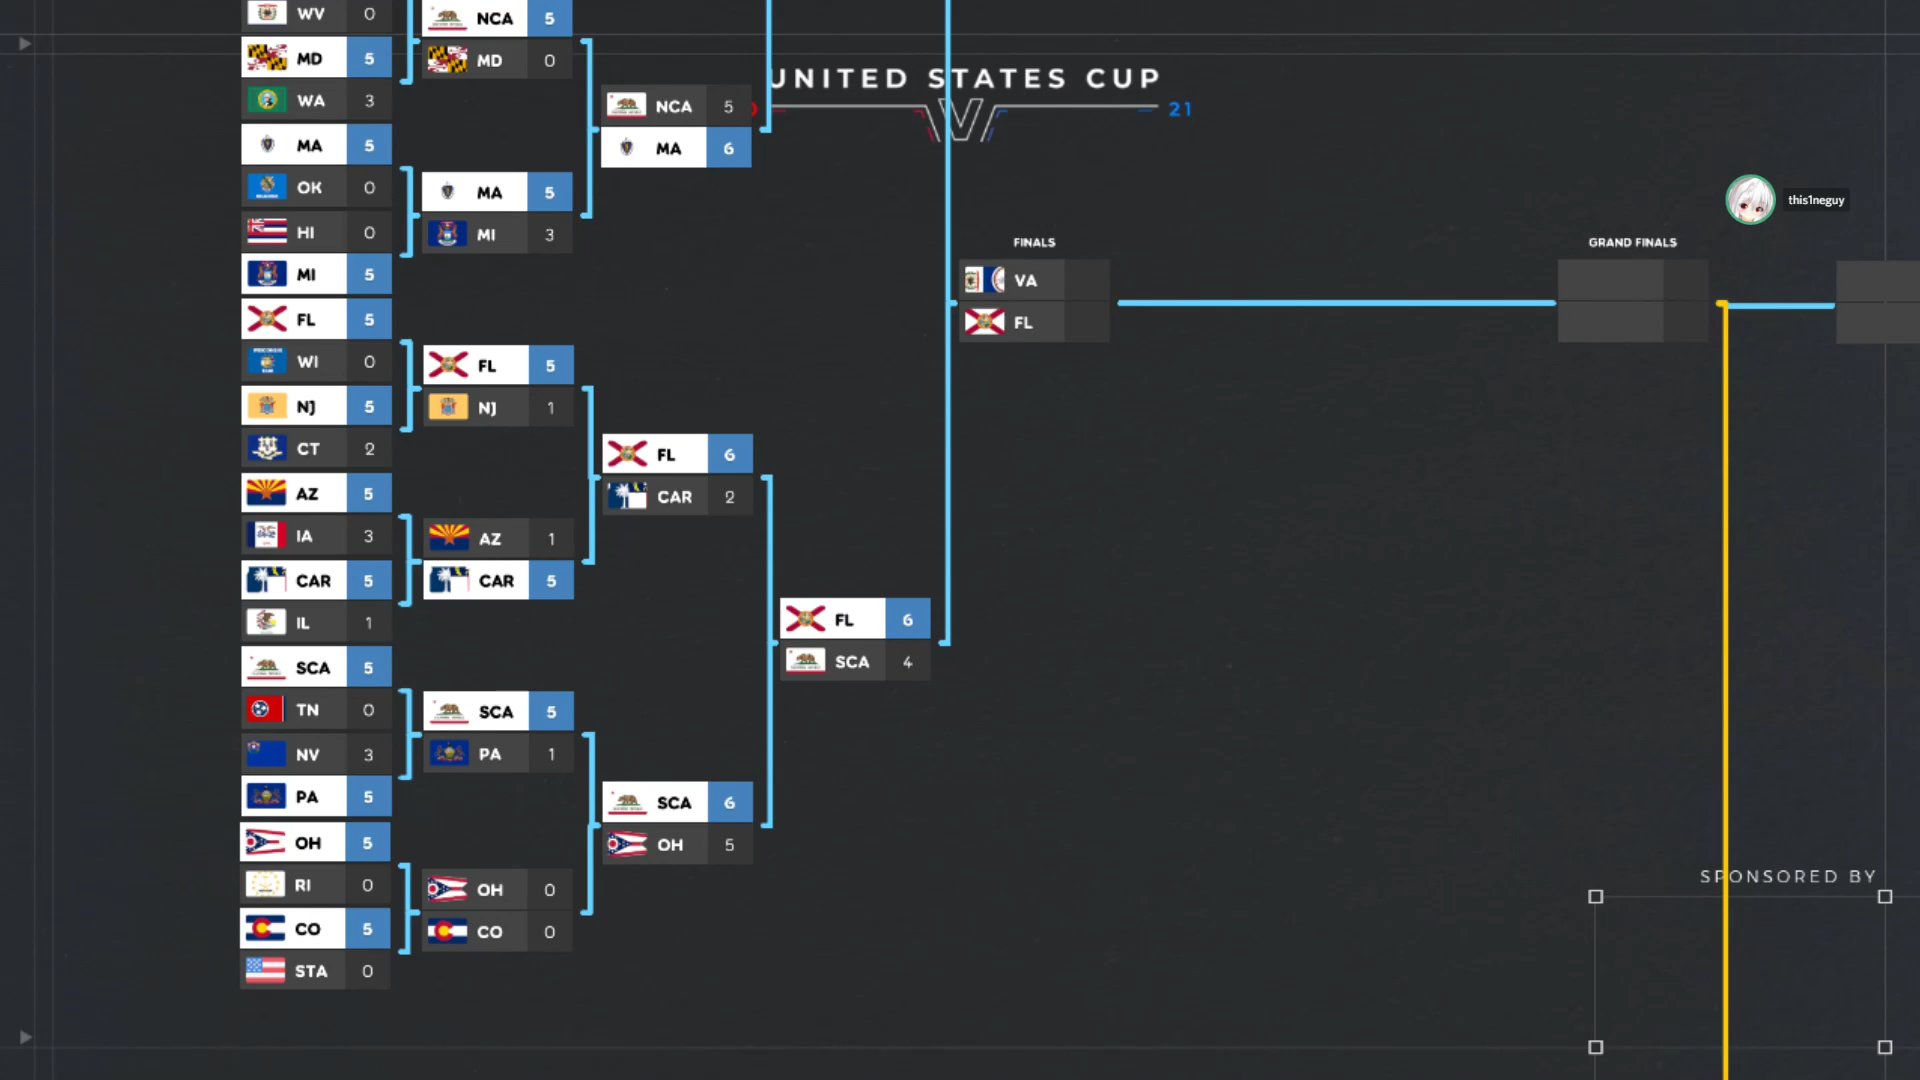 WV 0
MD 5
WA 3
MA 5
OK 0
HI 0
MI 5
FL 5
WI 0
NJ 5
CT 2
AZ 5
IA 3
CAR 5
IL 1
SCA 5
TN 0
NV 3
PA 5
OH 5
RI 0
CO 5
STA 0
NCA 5
MD 0
MA 5
MI 3
FL 5
NJ 1
AZ 1
CAR 5
SCA 5
PA 1
OH 0
CO 0
NCA 5
MA 6
FL 6
CAR 2
SCA 6
OH 5
FL 6
SCA 4
UNITED STATES CUP
V
21
FINALS
VA
FL
GRAND FINALS
this1neguy
SPONSORED BY